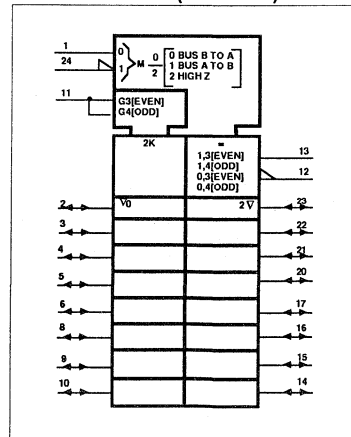 1
0
0 BUS B TO A
24
1
M
0
2
1 BUS A TO B
2 HIGH Z
11
G3[EVEN]
G4[ODD]
2K
=
1,3[EVEN]
13
1,4[ODD]
0,3[EVEN]
12
0,4[ODD]
2
▽0
2 ▽
23
3
22
4
21
5
20
6
17
8
16
9
15
10
14